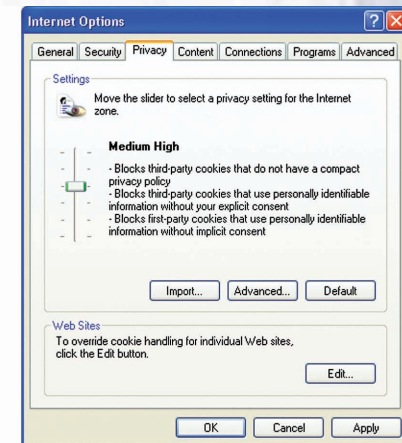 Internet Options
General Security Privacy Content Connections Programs Advanced
Settings
Move the slider to select a privacy setting for the Internet
zone.
Medium High
- Blocks third-party cookies that do not have a compact
privacy policy
- Blocks third-party cookies that use personally identifiable
information without your explicit consent
- Blocks first-party cookies that use personally identifiable
information without implicit consent
Import... Advanced... Default
Web Sites
To override cookie handling for individual Web sites,
click the Edit button.
Edit...
OK Cancel Apply